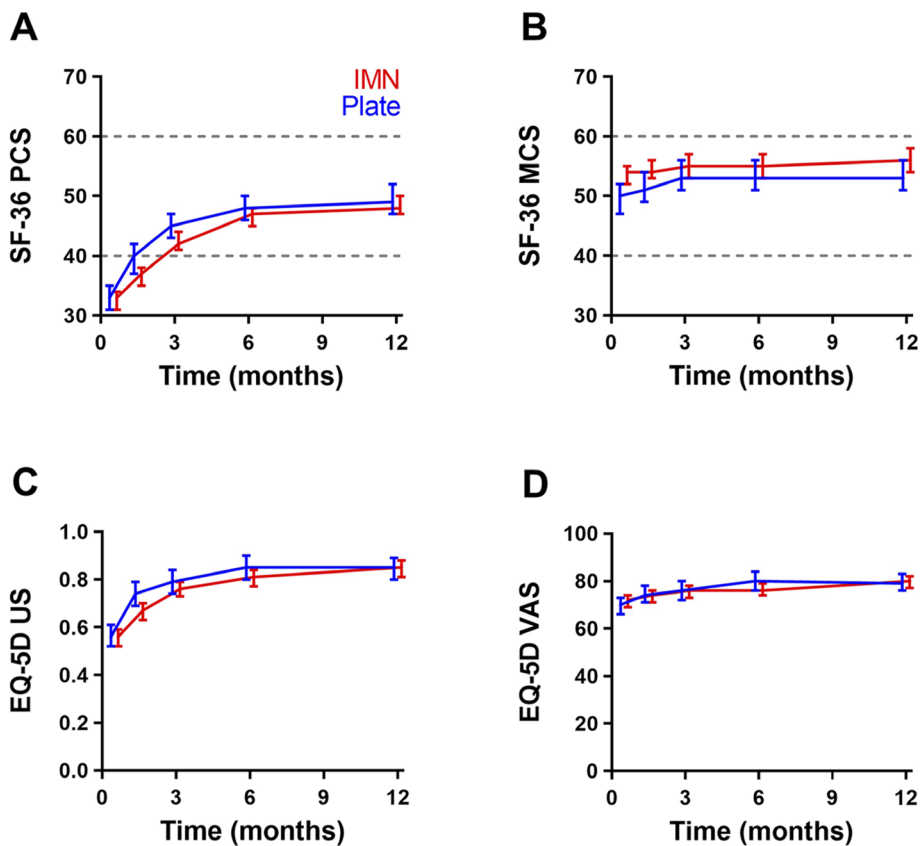 A
IMN
Plate
SF-36 PCS
70
60
50
40
30
0 3 6 9 12
Time (months)
B
SF-36 MCS
70
60
50
40
30
0 3 6 9 12
Time (months)
C
EQ-5D US
1.0
0.8
0.6
0.4
0.2
0.0
0 3 6 9 12
Time (months)
D
EQ-5D VAS
100
80
60
40
20
0
0 3 6 9 12
Time (months)